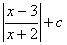 |x − 3 / x + 2| + c